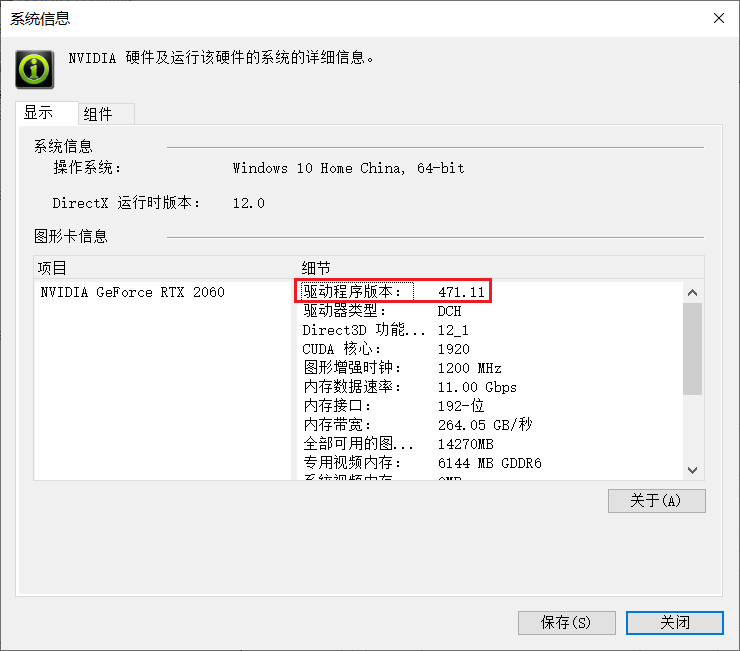 系统信息
NVIDIA 硬件及运行该硬件的系统的详细信息。
显示 组件
系统信息
操作系统: Windows 10 Home China, 64-bit
DirectX 运行时版本: 12.0
图形卡信息
项目 细节
NVIDIA GeForce RTX 2060 驱动程序版本: 471.11
驱动器类型: DCH
Direct3D 功能... 12_1
CUDA 核心: 1920
图形增强时钟: 1200 MHz
内存数据速率: 11.00 Gbps
内存接口: 192-位
内存带宽: 264.05 GB/秒
全部可用的图... 14270MB
专用视频内存: 6144 MB GDDR6
系统视频内存: 0MB
关于(A)
保存(S) 关闭